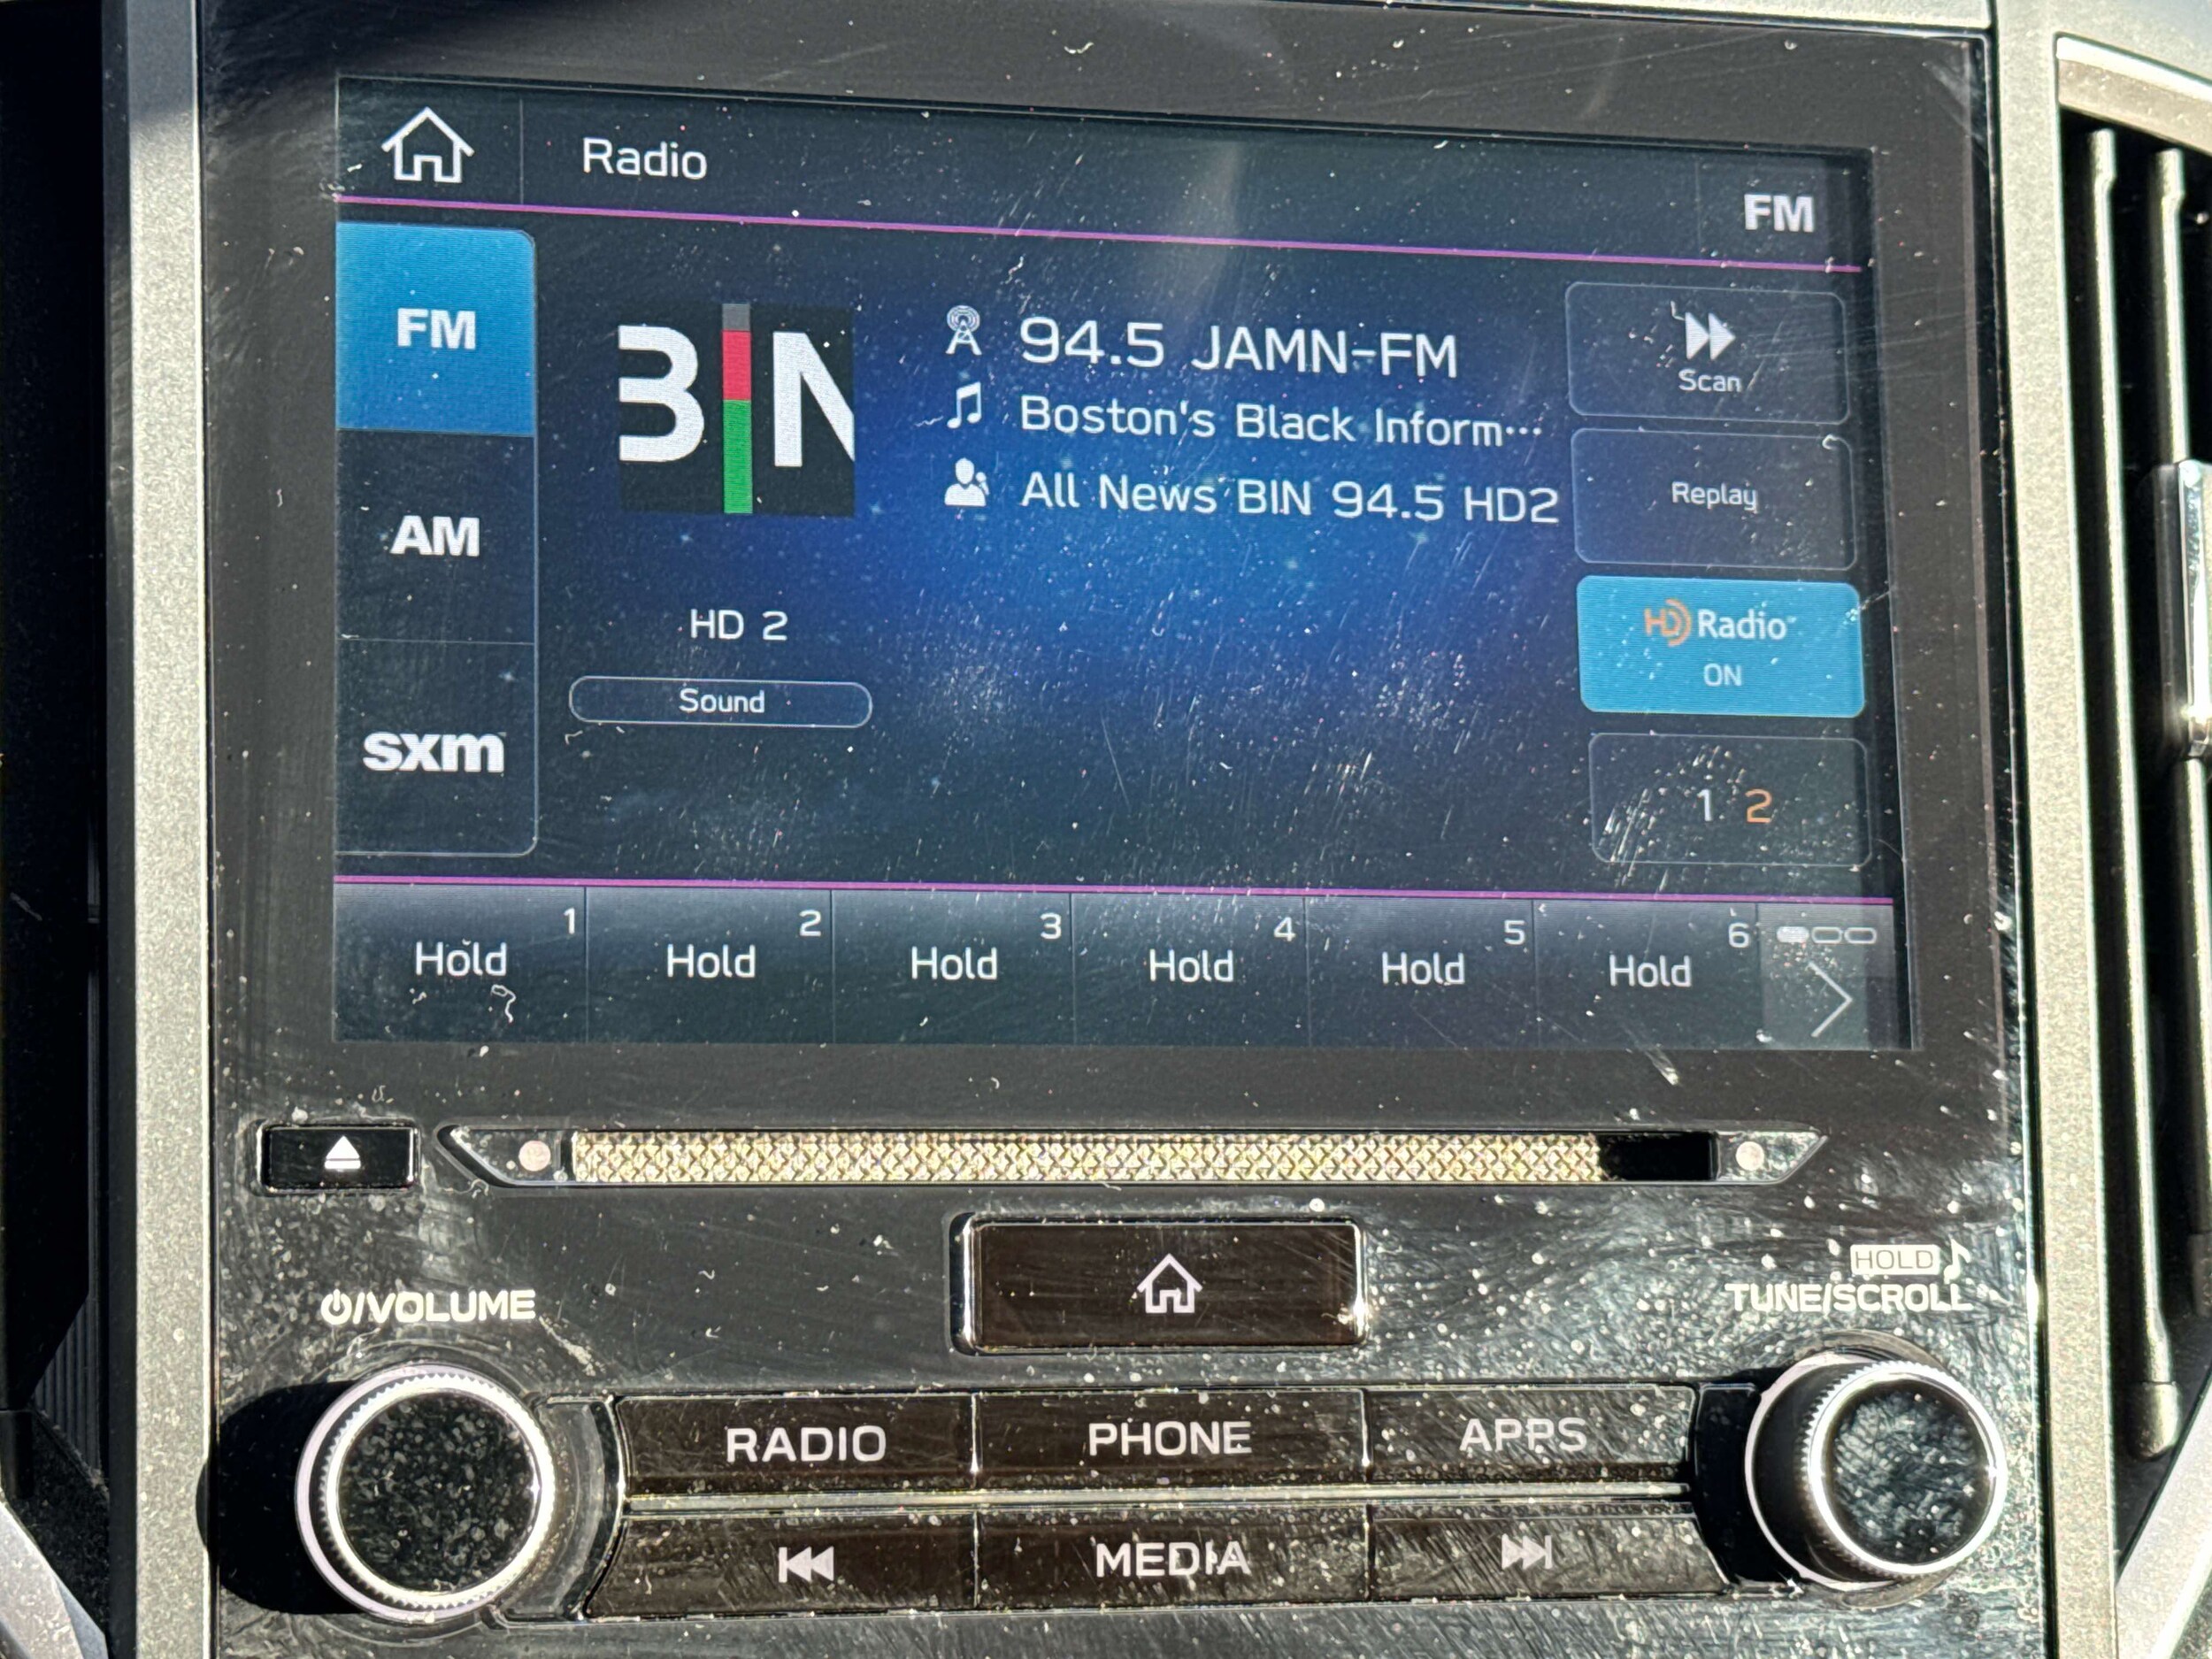 Radio
FM
FM
AM
sxm
BIN
94.5 JAMN-FM
Boston's Black Inform…
All News BIN 94.5 HD2
HD 2
Sound
Scan
Replay
HD Radio
ON
1 2
1
Hold
2
Hold
3
Hold
4
Hold
5
Hold
6
Hold
/VOLUME
HOLD
TUNE/SCROLL
RADIO
PHONE
APPS
MEDIA